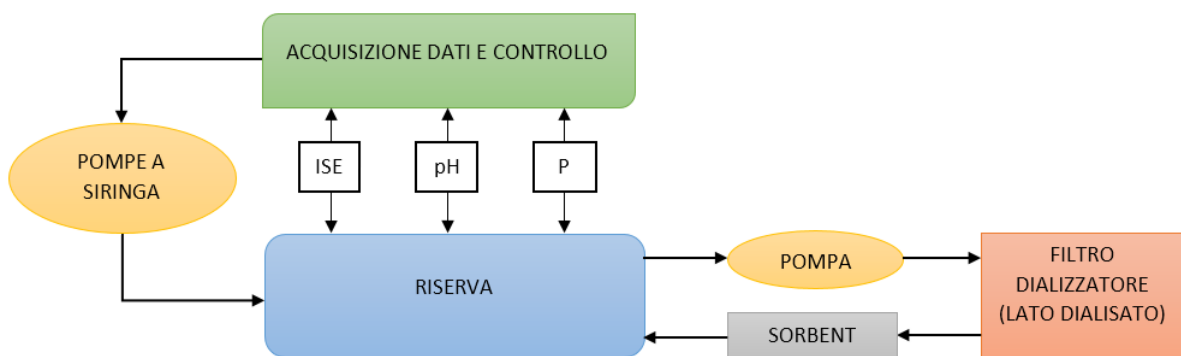 ACQUISIZIONE DATI E CONTROLLO
POMPE A
SIRINGA
ISE
pH
P
RISERVA
POMPA
FILTRO
DIALIZZATORE
(LATO DIALISATO)
SORBENT